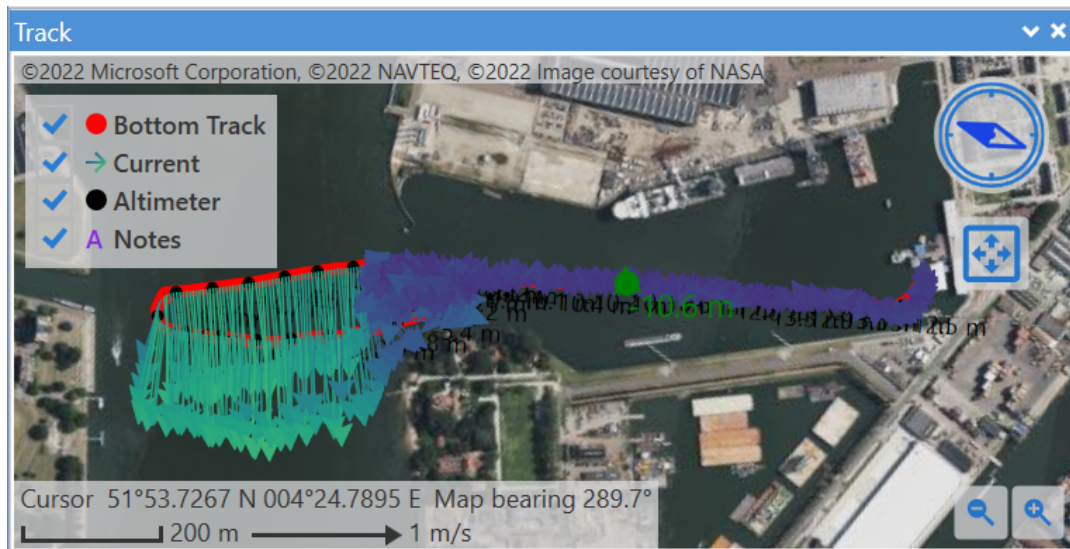 Track
©2022 Microsoft Corporation, ©2022 NAVTEQ, ©2022 Image courtesy of NASA
Bottom Track
Current
Altimeter
A Notes
10.6m
Cursor 51°53.7267 N 004°24.7895 E Map bearing 289.7°
200 m 1 m/s